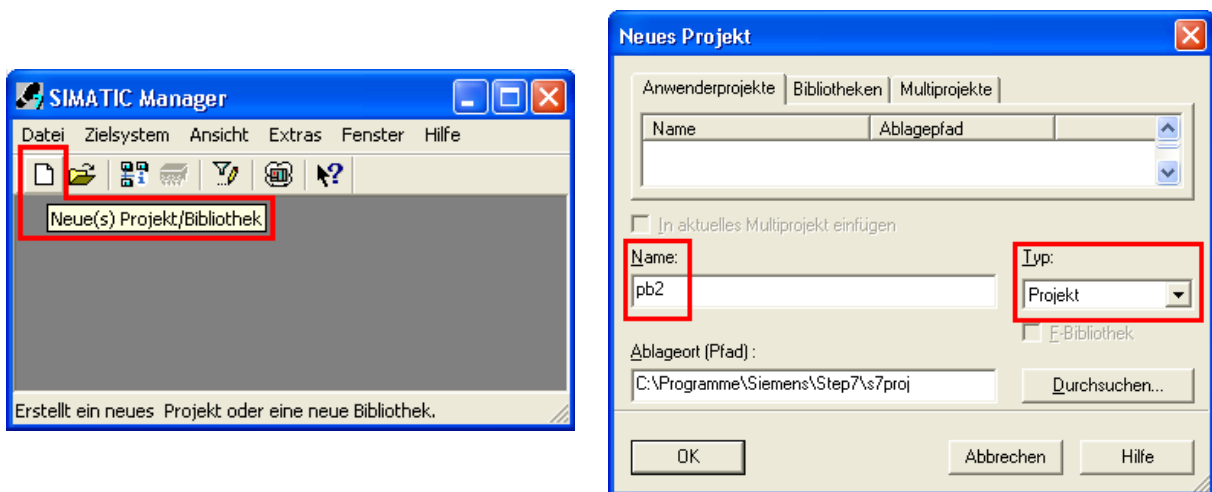 SIMATIC Manager
Datei Zielsystem Ansicht Extras Fenster Hilfe
Neue(s) Projekt/Bibliothek
Erstellt ein neues Projekt oder eine neue Bibliothek.
Neues Projekt
Anwenderprojekte Bibliotheken Multiprojekte
Name Ablagepfad
In aktuelles Multiprojekt einfügen
Name: Typ:
pb2 Projekt
F-Bibliothek
Ablageort (Pfad) :
C:\Programme\Siemens\Step7\s7proj Durchsuchen...
OK Abbrechen Hilfe